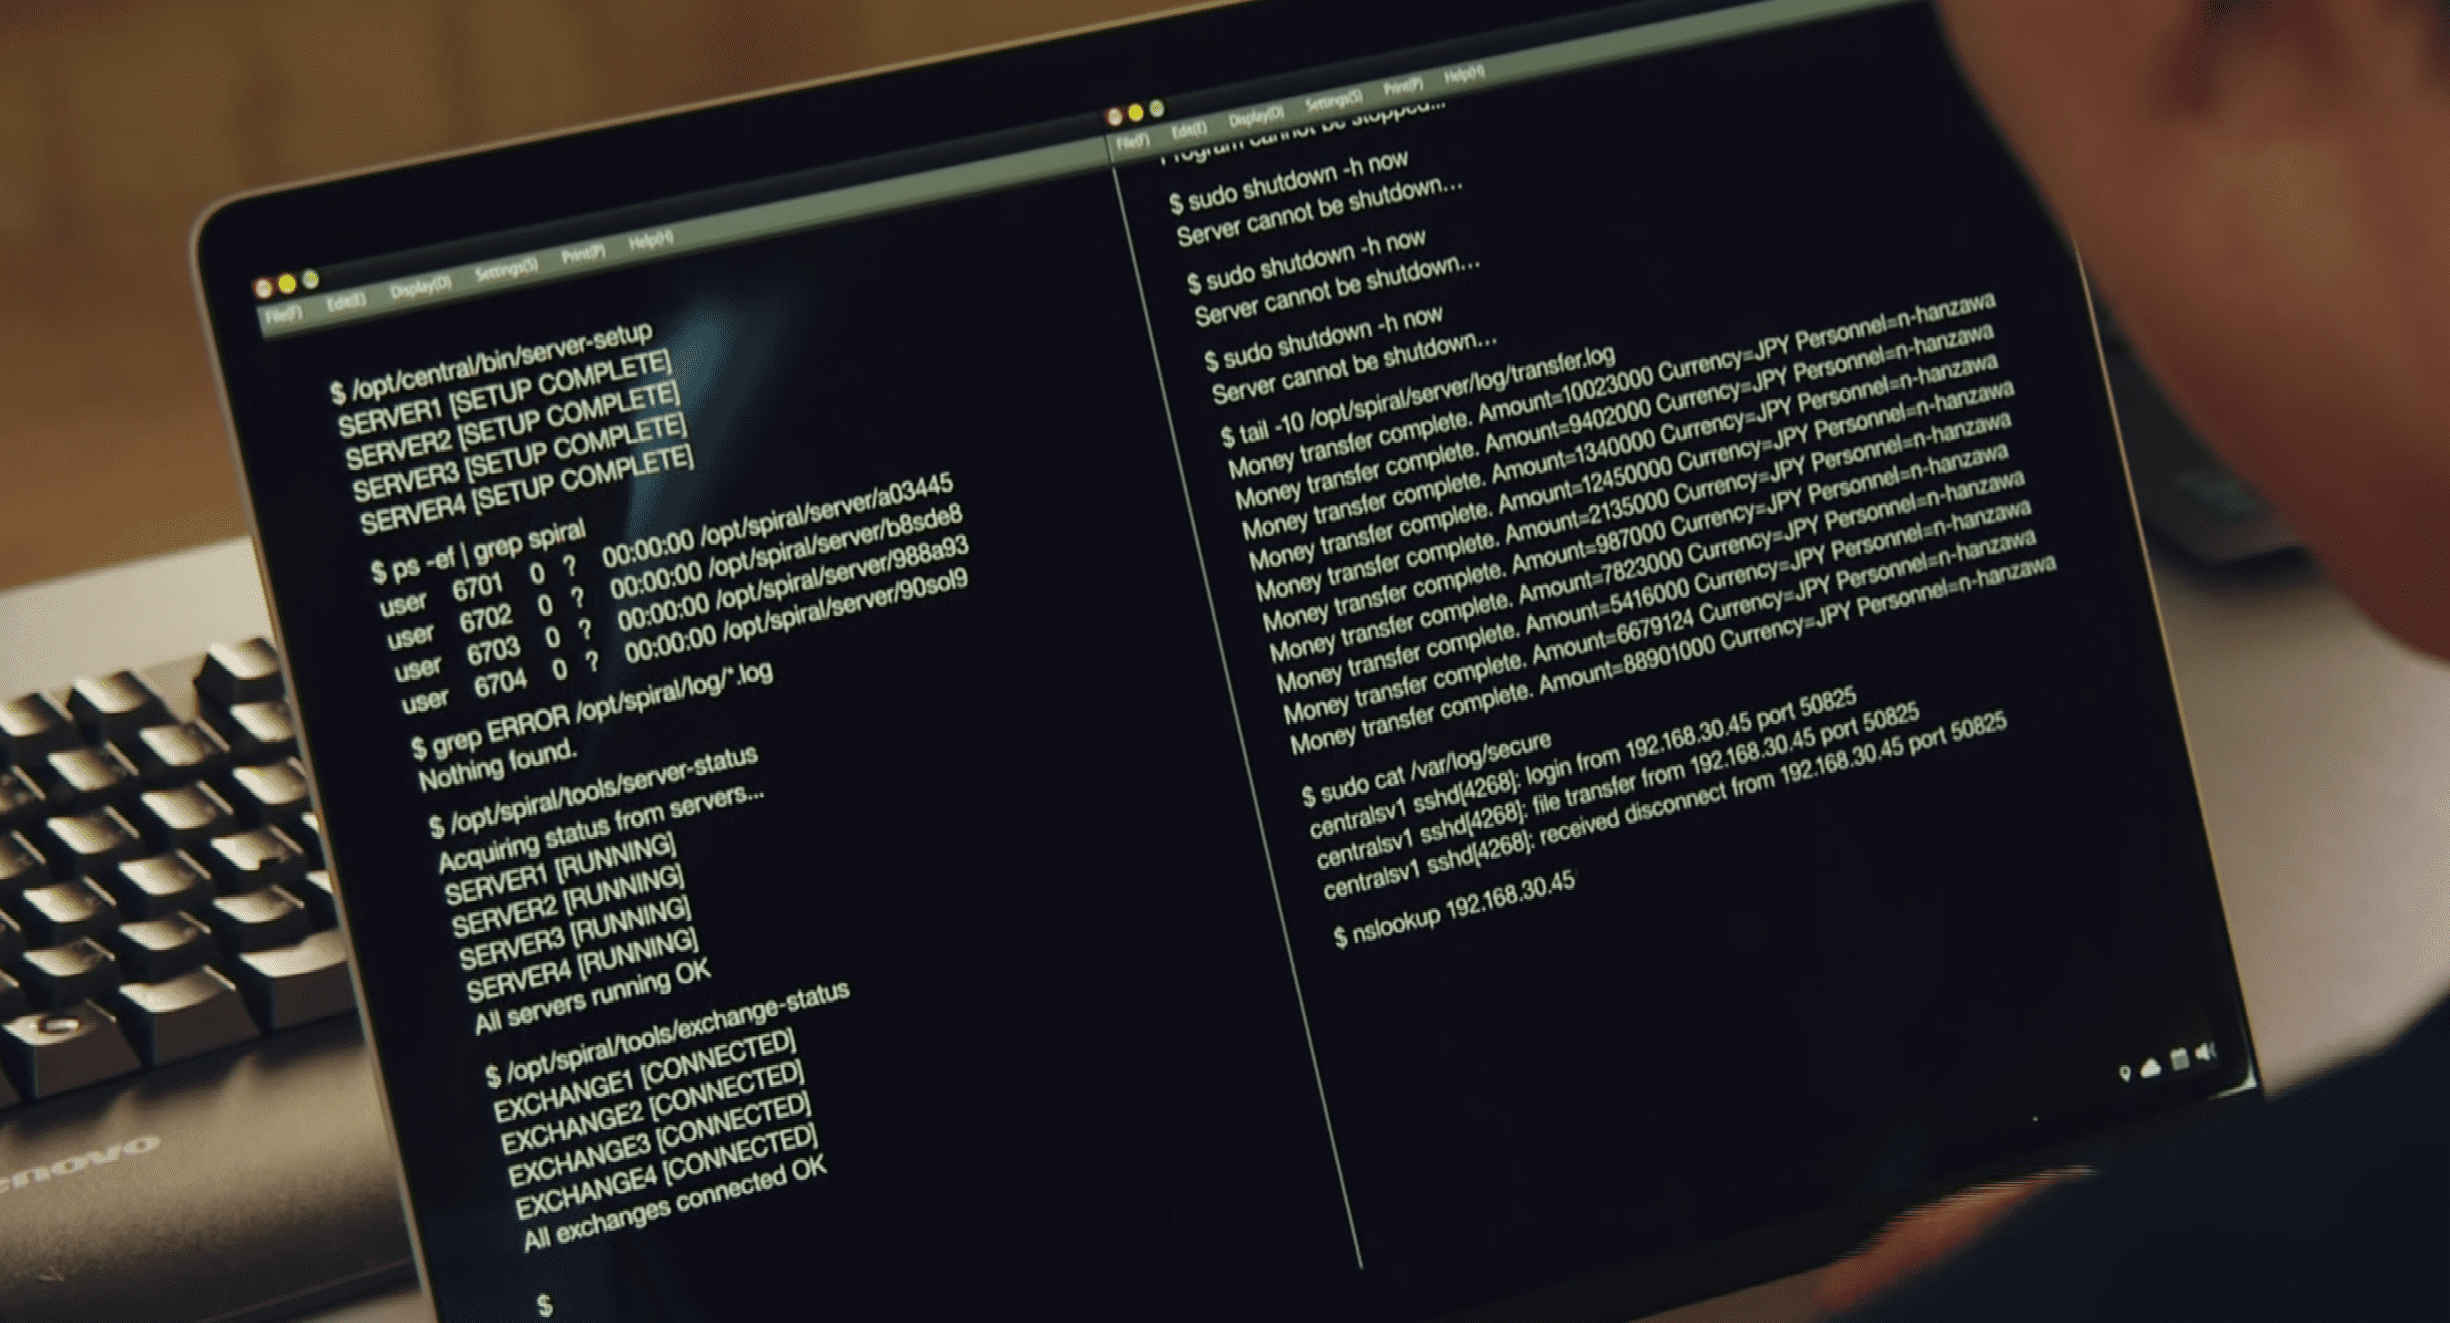 File(F) Edit(E) Display(D) Settings(S) Print(P) Help(H)
$ /opt/central/bin/server-setup
SERVER1 [SETUP COMPLETE]
SERVER2 [SETUP COMPLETE]
SERVER3 [SETUP COMPLETE]
SERVER4 [SETUP COMPLETE]
$ ps -ef | grep spiral
user 6701 0 ? 00:00:00 /opt/spiral/server/a03445
user 6702 0 ? 00:00:00 /opt/spiral/server/b8sde8
user 6703 0 ? 00:00:00 /opt/spiral/server/988a93
user 6704 0 ? 00:00:00 /opt/spiral/server/90sol9
$ grep ERROR /opt/spiral/log/*.log
Nothing found.
$ /opt/spiral/tools/server-status
Acquiring status from servers...
SERVER1 [RUNNING]
SERVER2 [RUNNING]
SERVER3 [RUNNING]
SERVER4 [RUNNING]
All servers running OK
$ /opt/spiral/tools/exchange-status
EXCHANGE1 [CONNECTED]
EXCHANGE2 [CONNECTED]
EXCHANGE3 [CONNECTED]
EXCHANGE4 [CONNECTED]
All exchanges connected OK
$
File(F) Edit(E) Display(D) Settings(S) Print(P) Help(H)
Program cannot be stopped...
$ sudo shutdown -h now
Server cannot be shutdown...
$ sudo shutdown -h now
Server cannot be shutdown...
$ sudo shutdown -h now
Server cannot be shutdown...
$ tail -10 /opt/spiral/server/log/transfer.log
Money transfer complete. Amount=10023000 Currency=JPY Personnel=n-hanzawa
Money transfer complete. Amount=9402000 Currency=JPY Personnel=n-hanzawa
Money transfer complete. Amount=1340000 Currency=JPY Personnel=n-hanzawa
Money transfer complete. Amount=12450000 Currency=JPY Personnel=n-hanzawa
Money transfer complete. Amount=2135000 Currency=JPY Personnel=n-hanzawa
Money transfer complete. Amount=987000 Currency=JPY Personnel=n-hanzawa
Money transfer complete. Amount=7823000 Currency=JPY Personnel=n-hanzawa
Money transfer complete. Amount=5416000 Currency=JPY Personnel=n-hanzawa
Money transfer complete. Amount=6679124 Currency=JPY Personnel=n-hanzawa
Money transfer complete. Amount=88901000 Currency=JPY Personnel=n-hanzawa
$ sudo cat /var/log/secure
centralsv1 sshd[4268]: login from 192.168.30.45 port 50825
centralsv1 sshd[4268]: file transfer from 192.168.30.45 port 50825
centralsv1 sshd[4268]: received disconnect from 192.168.30.45 port 50825
$ nslookup 192.168.30.45
enovo